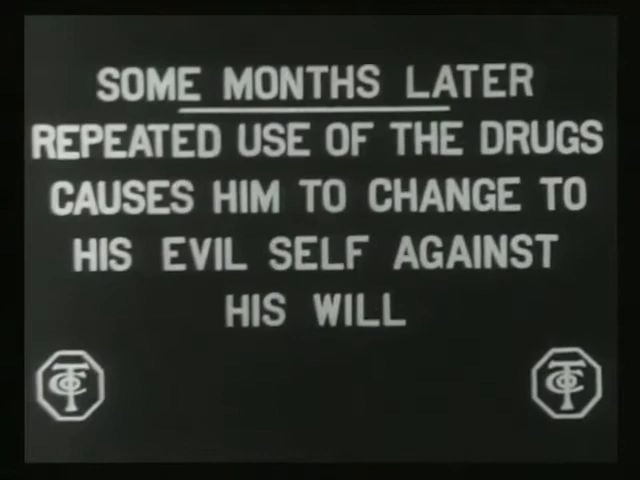 SOME MONTHS LATER
REPEATED USE OF THE DRUGS
CAUSES HIM TO CHANGE TO
HIS EVIL SELF AGAINST
HIS WILL